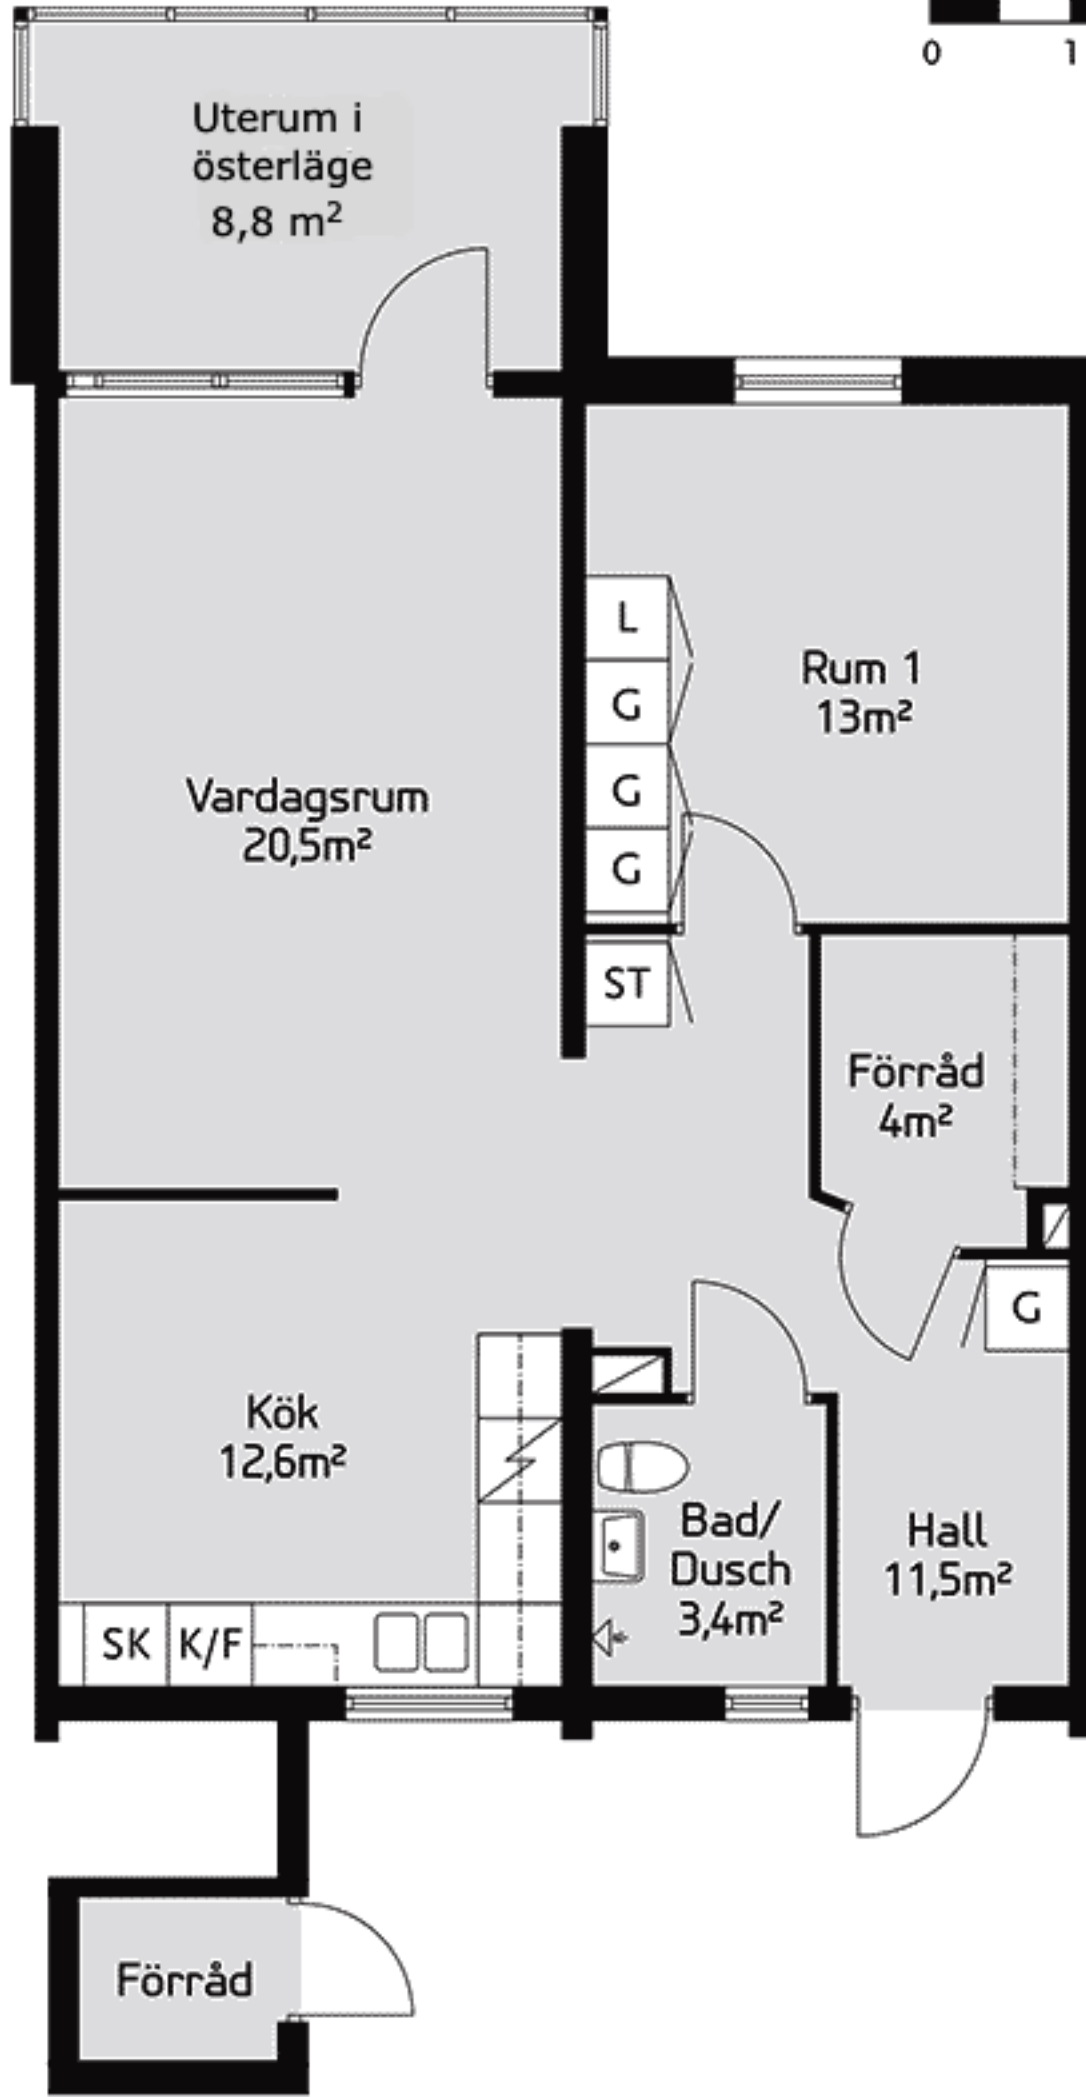 0 1
Uterum i
österläge
8,8 m²
L
G
G
G
Rum 1
13m²
Vardagsrum
20,5m²
ST
Förråd
4m²
G
Kök
12,6m²
Bad/
Dusch
3,4m²
Hall
11,5m²
SK K/F
Förråd